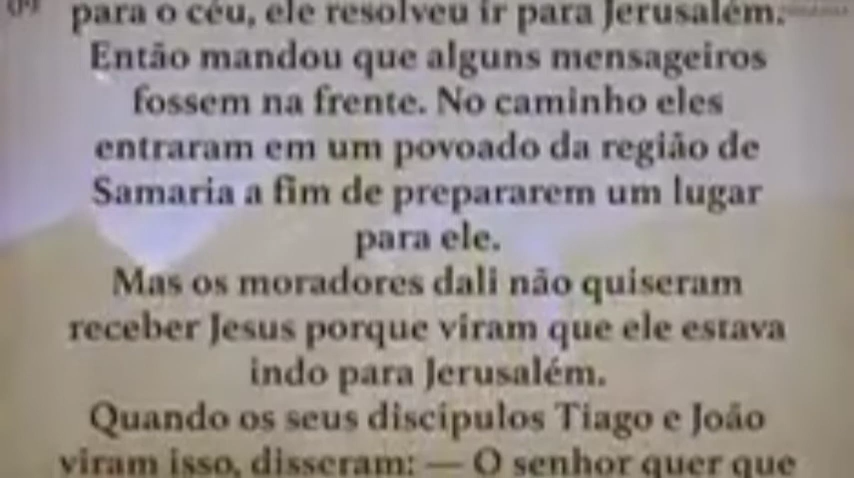 para o céu, ele resolveu ir para Jerusalém.
Então mandou que alguns mensageiros
fossem na frente. No caminho eles
entraram em um povoado da região de
Samaria a fim de prepararem um lugar
para ele.
Mas os moradores dali não quiseram
receber Jesus porque viram que ele estava
indo para Jerusalém.
Quando os seus discípulos Tiago e João
viram isso, disseram: — O senhor quer que